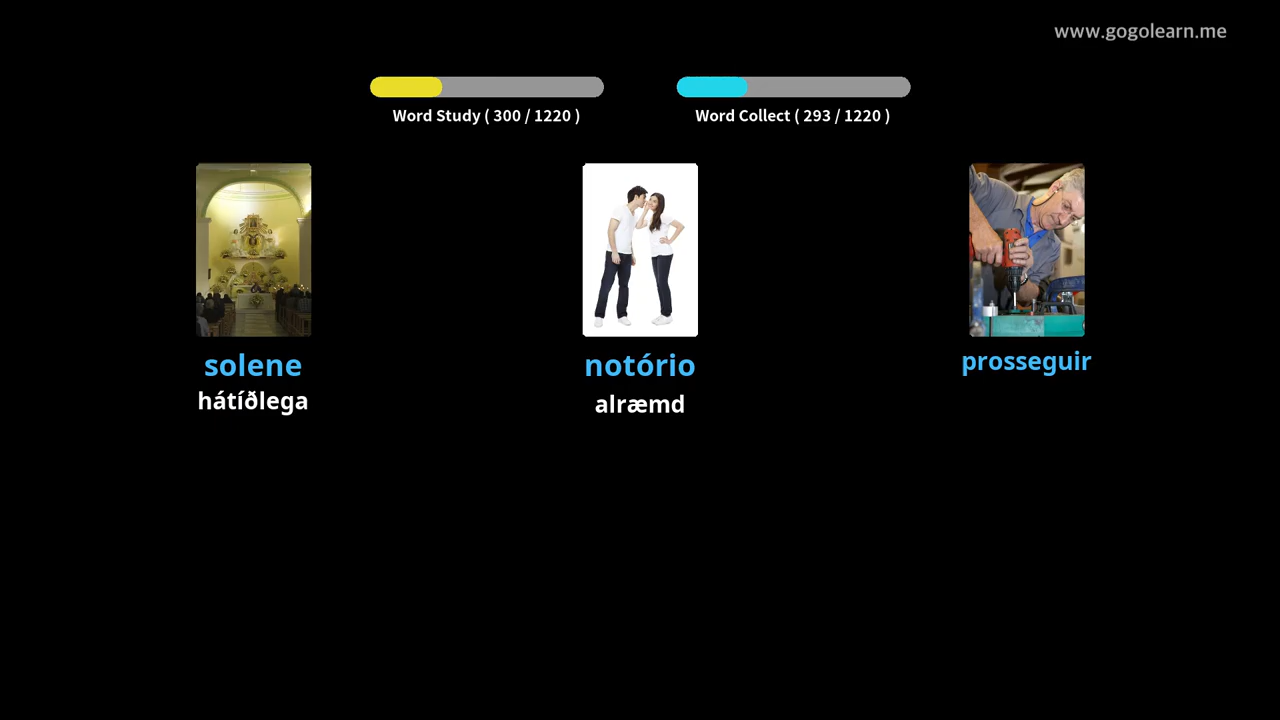 www.gogolearn.me
Word Study ( 300 / 1220 )
Word Collect ( 293 / 1220 )
solene
notório
prosseguir
hátíðlega
alræmd